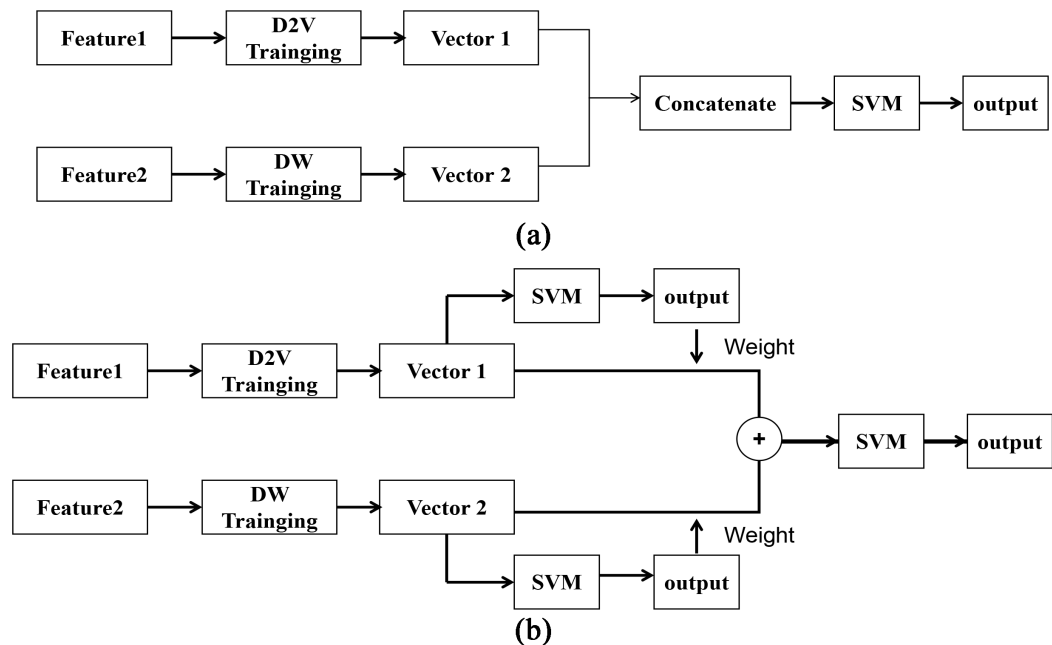 Feature1
D2V
Trainging
Vector 1
Concatenate
SVM
output
Feature2
DW
Trainging
Vector 2
(a)
SVM
output
Weight
Feature1
D2V
Trainging
Vector 1
+
SVM
output
Feature2
DW
Trainging
Vector 2
Weight
SVM
output
(b)